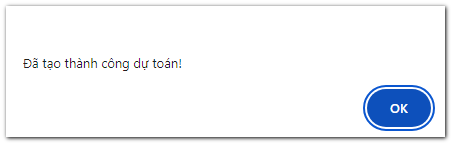 Đã tạo thành công dự toán!
OK